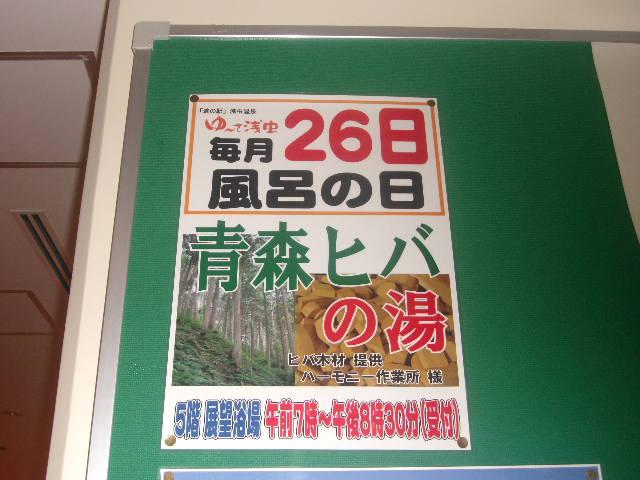 「道の駅」浅虫温泉
ゆ〜さ浅虫
毎月 26日
風呂の日
青森ヒバ
の湯
ヒバ木材 提供
ハーモニー作業所 様
5階 展望浴場 午前7時～午後8時30分(受付)